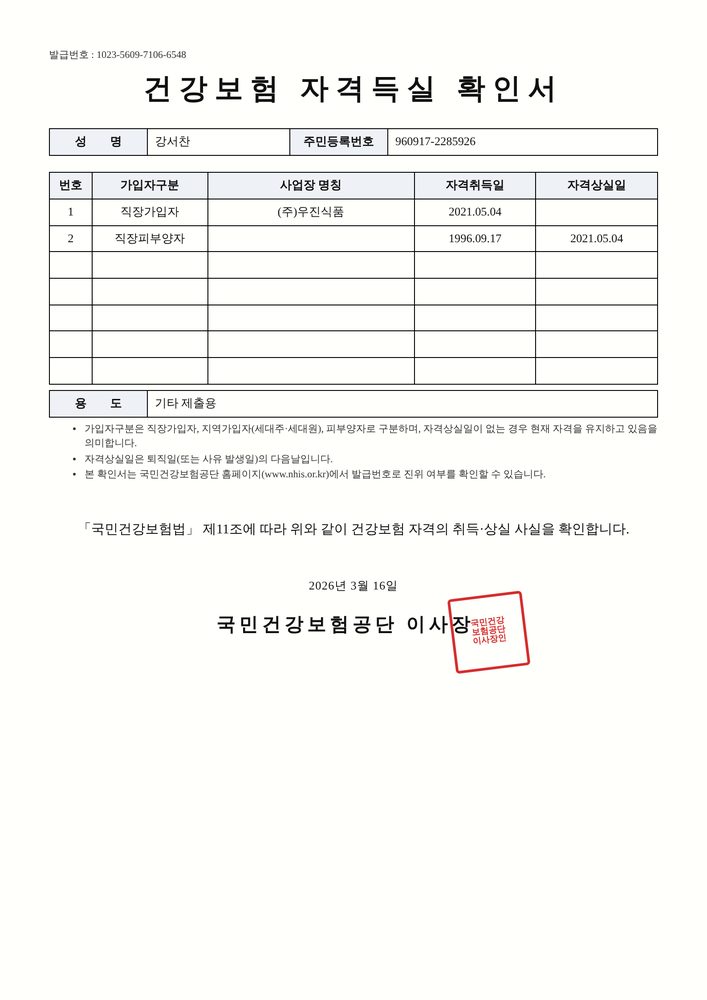 발급번호 : 1023-5609-7106-6548
건강보험 자격득실 확인서
성 명 강서찬 주민등록번호 960917-2285926
번호 가입자구분 사업장 명칭 자격취득일 자격상실일
1 직장가입자 (주)우진식품 2021.05.04
2 직장피부양자 1996.09.17 2021.05.04
용 도 기타 제출용
• 가입자구분은 직장가입자, 지역가입자(세대주·세대원), 피부양자로 구분하며, 자격상실일이 없는 경우 현재 자격을 유지하고 있음을
의미합니다.
• 자격상실일은 퇴직일(또는 사유 발생일)의 다음날입니다.
• 본 확인서는 국민건강보험공단 홈페이지(www.nhis.or.kr)에서 발급번호로 진위 여부를 확인할 수 있습니다.
「국민건강보험법」 제11조에 따라 위와 같이 건강보험 자격의 취득·상실 사실을 확인합니다.
2026년 3월 16일
국민건강보험공단 이사장
국민건강
보험공단
이사장인